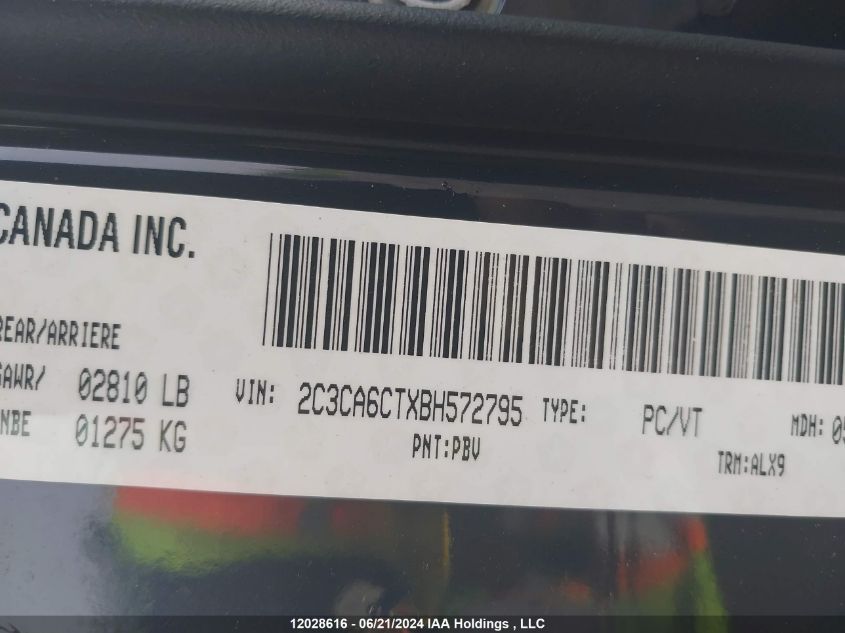 CANADA INC.
REAR/ARRIERE
GAWR/ 02810 LB
NBE 01275 KG
VIN: 2C3CA6CTXBH572795 TYPE: PC/VT MDH: 05
PNT:PBV TRM:ALX9
12028616 - 06/21/2024 IAA Holdings , LLC